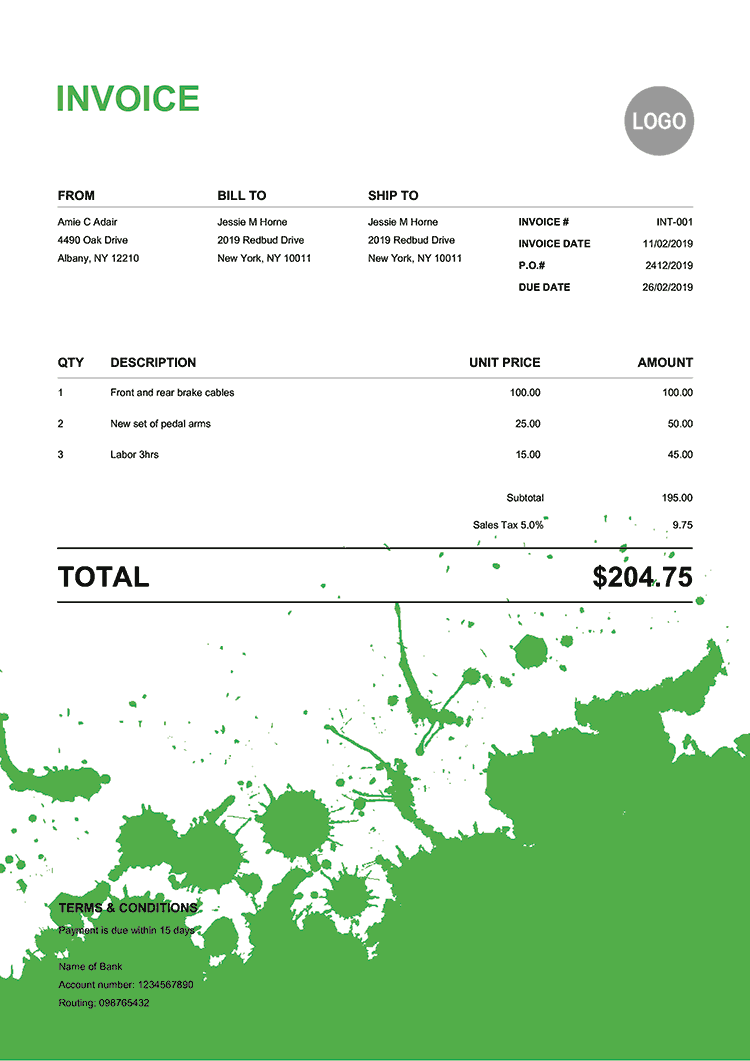 INVOICE
LOGO
FROM BILL TO SHIP TO
Amie C Adair Jessie M Horne Jessie M Horne INVOICE # INT-001
4490 Oak Drive 2019 Redbud Drive 2019 Redbud Drive INVOICE DATE 11/02/2019
Albany, NY 12210 New York, NY 10011 New York, NY 10011 P.O.# 2412/2019
DUE DATE 26/02/2019
QTY DESCRIPTION UNIT PRICE AMOUNT
1 Front and rear brake cables 100.00 100.00
2 New set of pedal arms 25.00 50.00
3 Labor 3hrs 15.00 45.00
Subtotal 195.00
Sales Tax 5.0% 9.75
TOTAL $204.75
TERMS & CONDITIONS
Payment is due within 15 days
Name of Bank
Account number: 1234567890
Routing: 098765432